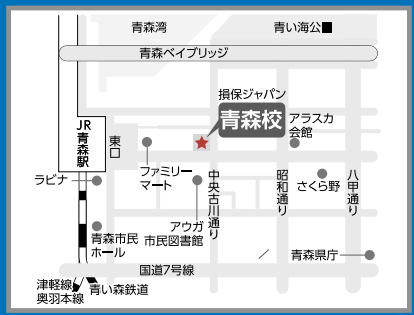 青森湾
青い海公
青森ベイブリッジ
損保ジャパン
青森校
アラスカ
会館
JR
青森駅
東口
ファミリー
マート
ラビナ
中央古川通り
昭和通り
さくら野
八甲通り
アウガ
市民図書館
青森市民
ホール
青森県庁
国道7号線
津軽線
奥羽本線
青い森鉄道